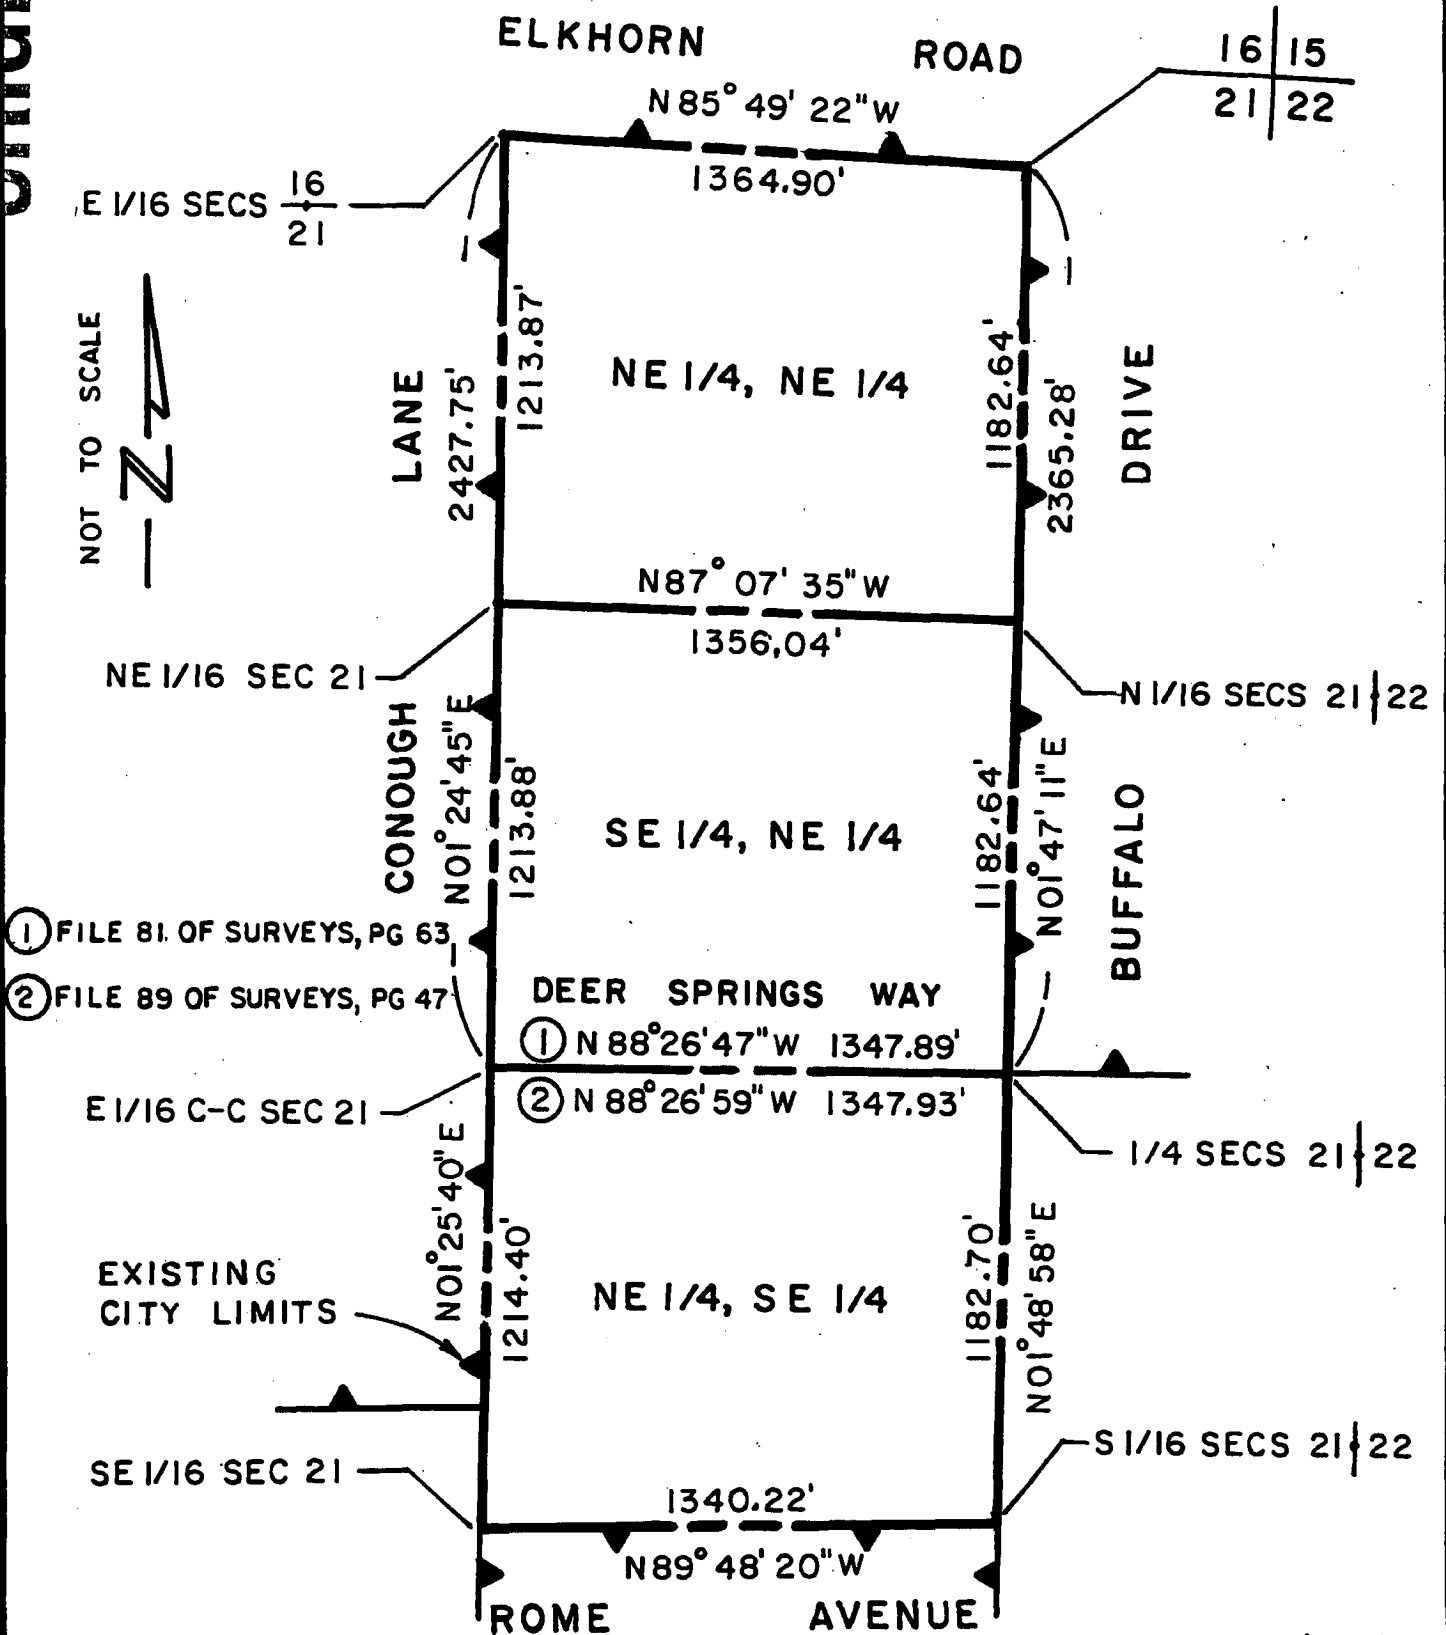 ELKHORN ROAD
16 | 15
21 | 22
N 85° 49' 22" W
1364.90'
E 1/16 SECS 16
21
NOT TO SCALE
N
LANE
2427.75'
1213.87'
NE 1/4, NE 1/4
1182.64'
2365.28'
DRIVE
N 87° 07' 35" W
1356.04'
NE 1/16 SEC 21
N 1/16 SECS 21 | 22
CONOUGH
N 01° 24' 45" E
1213.88'
SE 1/4, NE 1/4
1182.64'
N 01° 47' 11" E
BUFFALO
1 FILE 81 OF SURVEYS, PG 63
2 FILE 89 OF SURVEYS, PG 47
DEER SPRINGS WAY
1 N 88° 26' 47" W 1347.89'
2 N 88° 26' 59" W 1347.93'
E 1/16 C-C SEC 21
1/4 SECS 21 | 22
N 01° 25' 40" E
1214.40'
NE 1/4, SE 1/4
1182.70'
N 01° 48' 58" E
EXISTING
CITY LIMITS
SE 1/16 SEC 21
S 1/16 SECS 21 | 22
1340.22'
N 89° 48' 20" W
ROME AVENUE